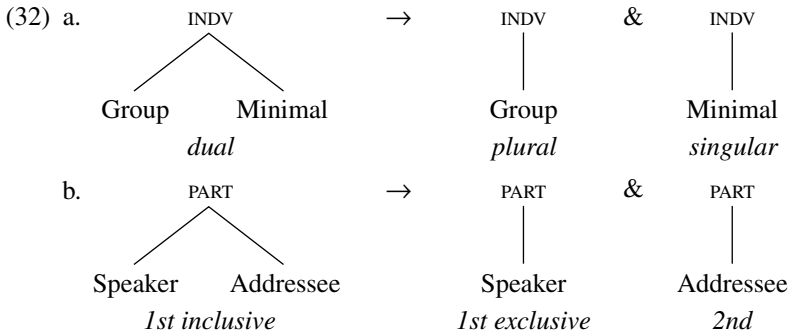 (32) a. INDV → INDV & INDV
Group Minimal Group Minimal
dual plural singular
b. PART → PART & PART
Speaker Addressee Speaker Addressee
1st inclusive 1st exclusive 2nd